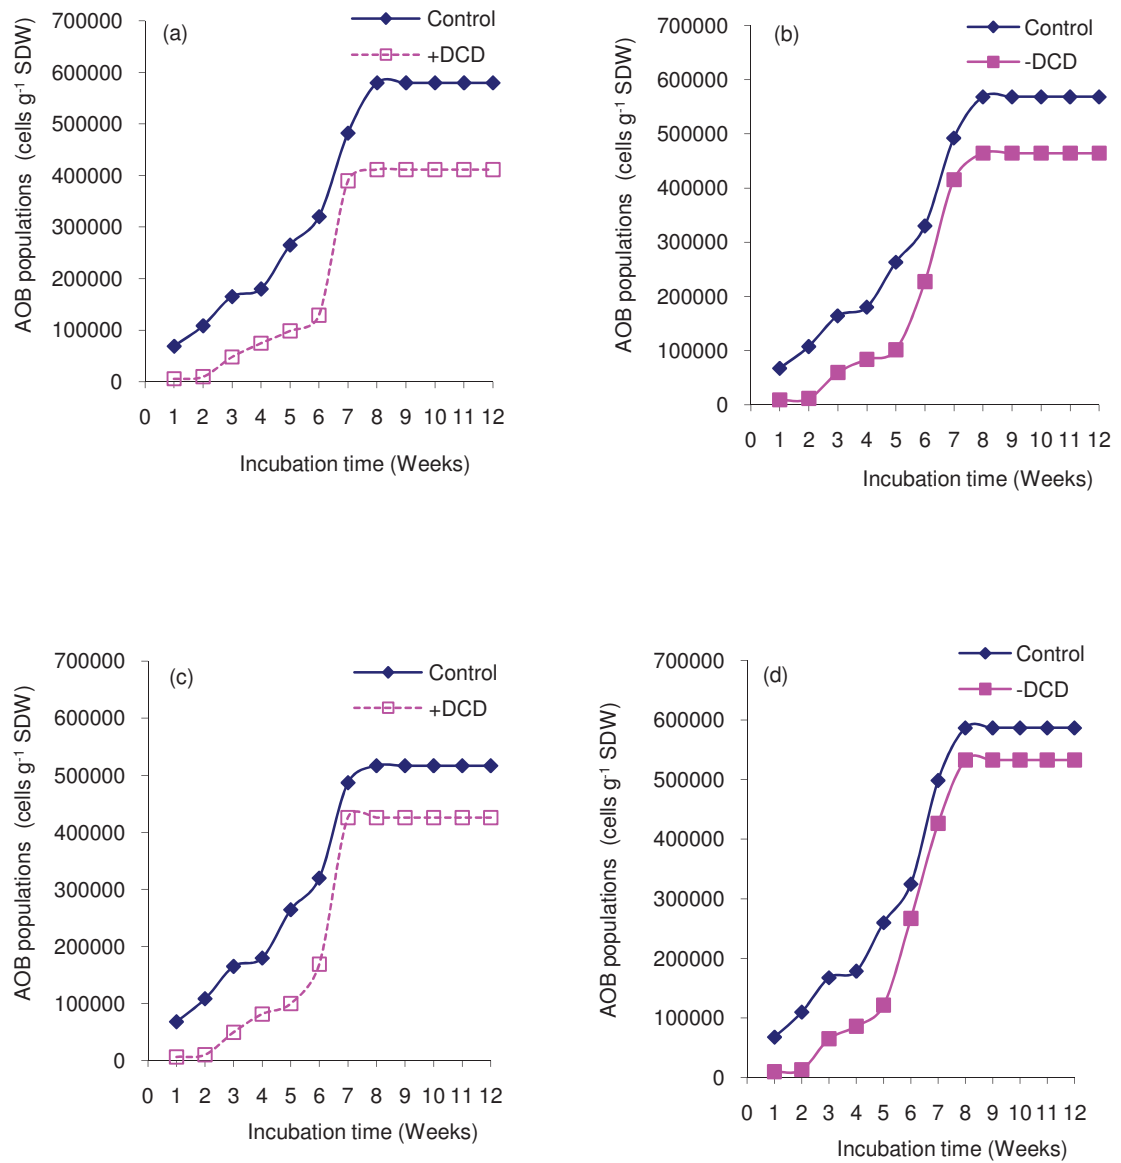 (a)
Control
+DCD
AOB populations (cells g-1 SDW)
700000
600000
500000
400000
300000
200000
100000
0
0 1 2 3 4 5 6 7 8 9 10 11 12
Incubation time (Weeks)
(b)
Control
-DCD
AOB populations (cells g-1 SDW)
700000
600000
500000
400000
300000
200000
100000
0
0 1 2 3 4 5 6 7 8 9 10 11 12
Incubation time (Weeks)
(c)
Control
+DCD
AOB populations (cells g-1 SDW)
700000
600000
500000
400000
300000
200000
100000
0
0 1 2 3 4 5 6 7 8 9 10 11 12
Incubation time (Weeks)
(d)
Control
-DCD
AOB populations (cells g-1 SDW)
700000
600000
500000
400000
300000
200000
100000
0
0 1 2 3 4 5 6 7 8 9 10 11 12
Incubation time (Weeks)